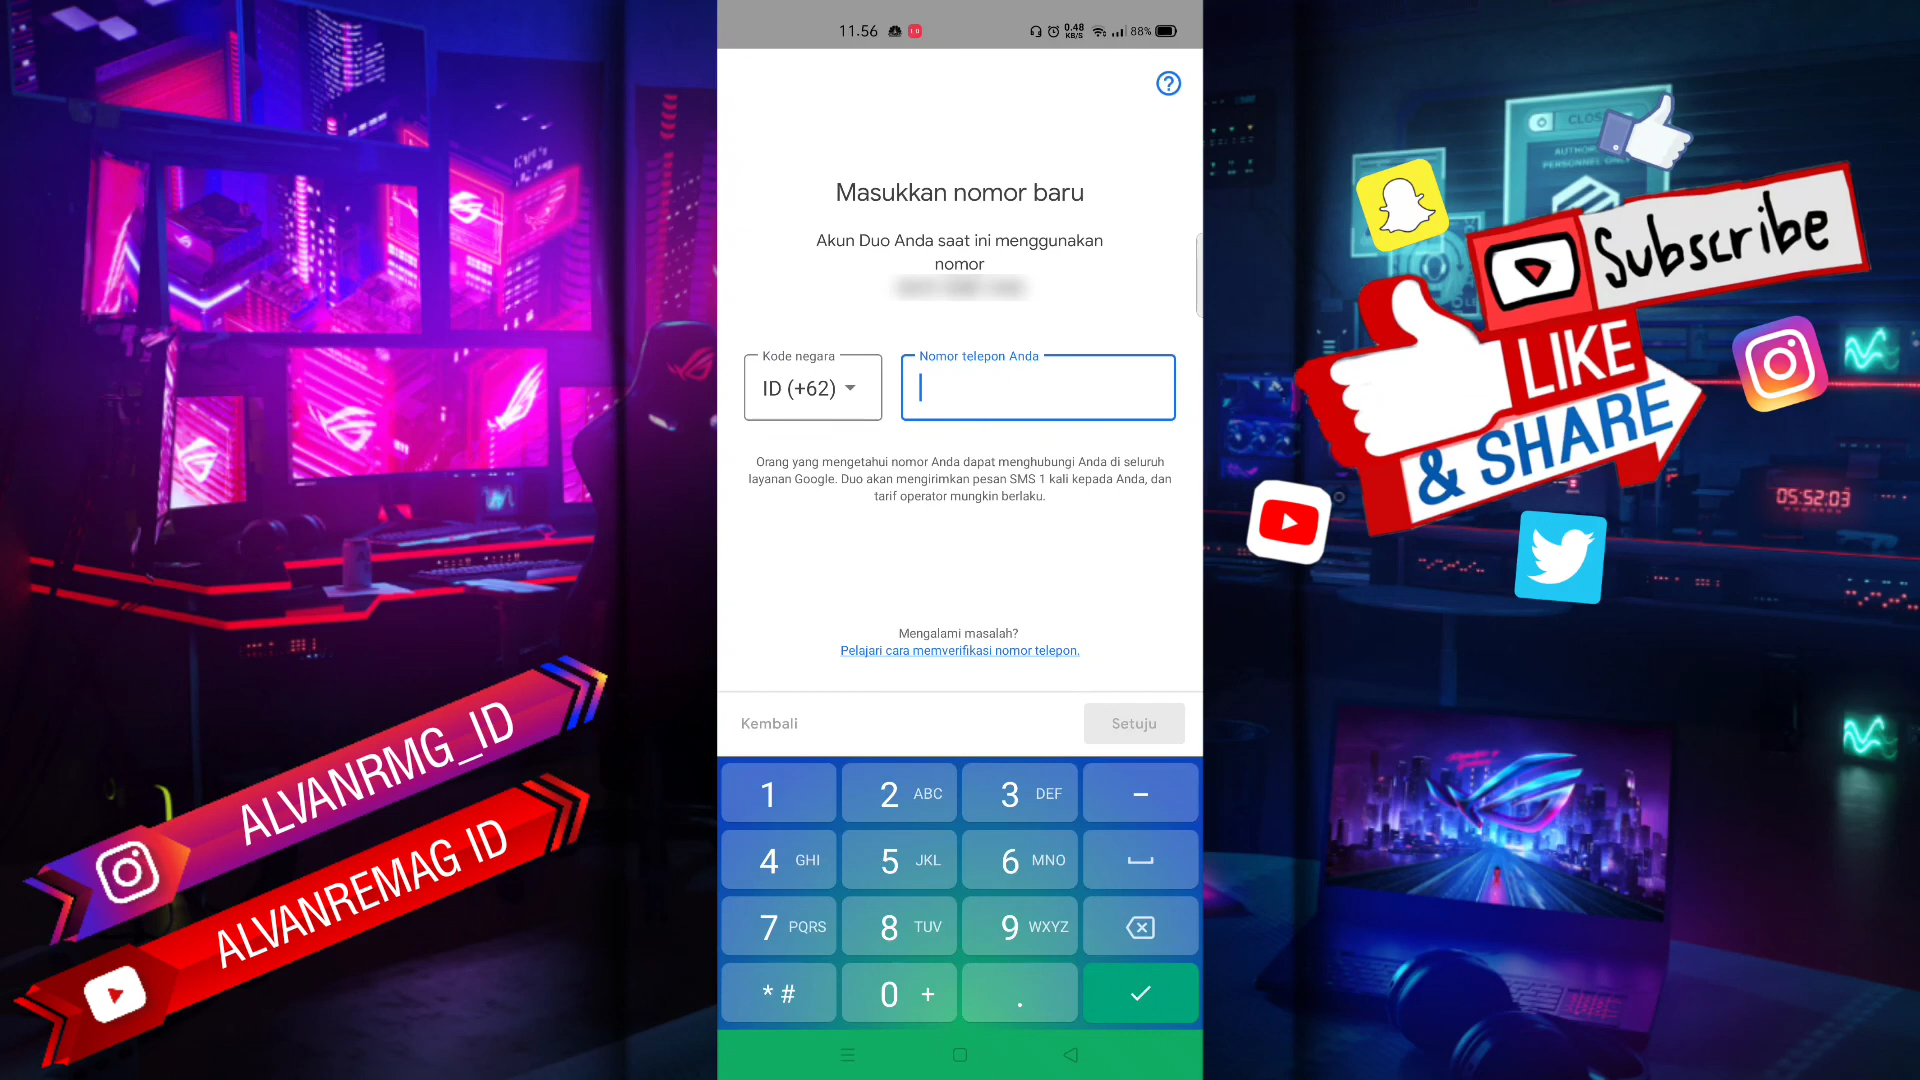 11.56
0.48
KB/S
88%
Masukkan nomor baru
Akun Duo Anda saat ini menggunakan
nomor
Kode negara
ID (+62)
Nomor telepon Anda
Orang yang mengetahui nomor Anda dapat menghubungi Anda di seluruh
layanan Google. Duo akan mengirimkan pesan SMS 1 kali kepada Anda, dan
tarif operator mungkin berlaku.
Mengalami masalah?
Pelajari cara memverifikasi nomor telepon.
Kembali
Setuju
1
2 ABC
3 DEF
-
4 GHI
5 JKL
6 MNO
7 PQRS
8 TUV
9 WXYZ
* #
0 +
.
ALVANRMG_ID
ALVANREMAG ID
Subscribe
LIKE
& SHARE
05:52:03